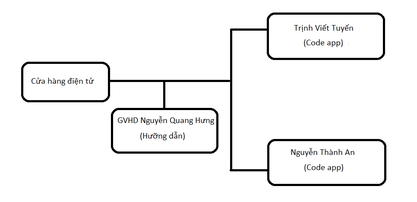 Trịnh Viết Tuyến
(Code app)
Cửa hàng điện tử
GVHD Nguyễn Quang Hưng
(Hướng dẫn)
Nguyễn Thành An
(Code app)